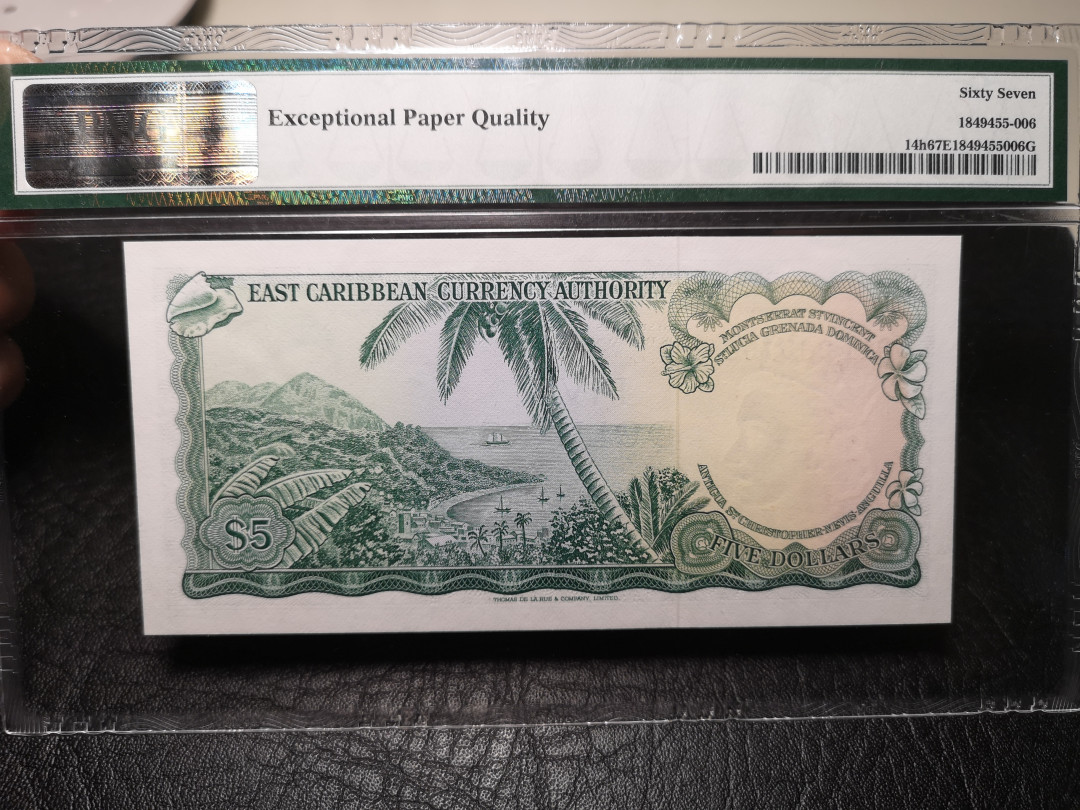 Exceptional Paper Quality
Sixty Seven
1849455-006
14h67E1849455006G
EAST CARIBBEAN CURRENCY AUTHORITY
MONTSERRAT ST VINCENT
ST LUCIA GRENADA DOMINICA
ANTIGUA ST CHRISTOPHER-NEVIS-ANGUILLA
$5
FIVE DOLLARS
THOMAS DE LA RUE & COMPANY, LIMITED.